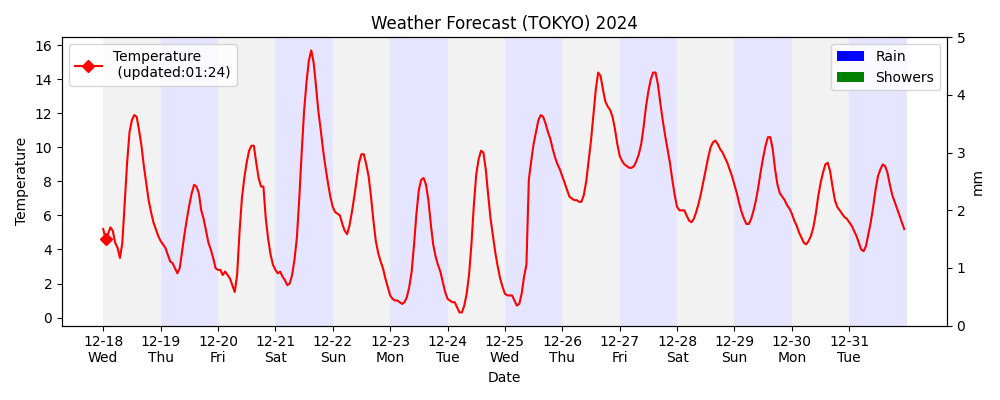 Weather Forecast (TOKYO) 2024
Temperature
(updated:01:24)
Rain
Showers
Temperature
16
14
12
10
8
6
4
2
0
5
4
3
2
1
0
mm
12-18 12-19 12-20 12-21 12-22 12-23 12-24 12-25 12-26 12-27 12-28 12-29 12-30 12-31
Wed Thu Fri Sat Sun Mon Tue Wed Thu Fri Sat Sun Mon Tue
Date